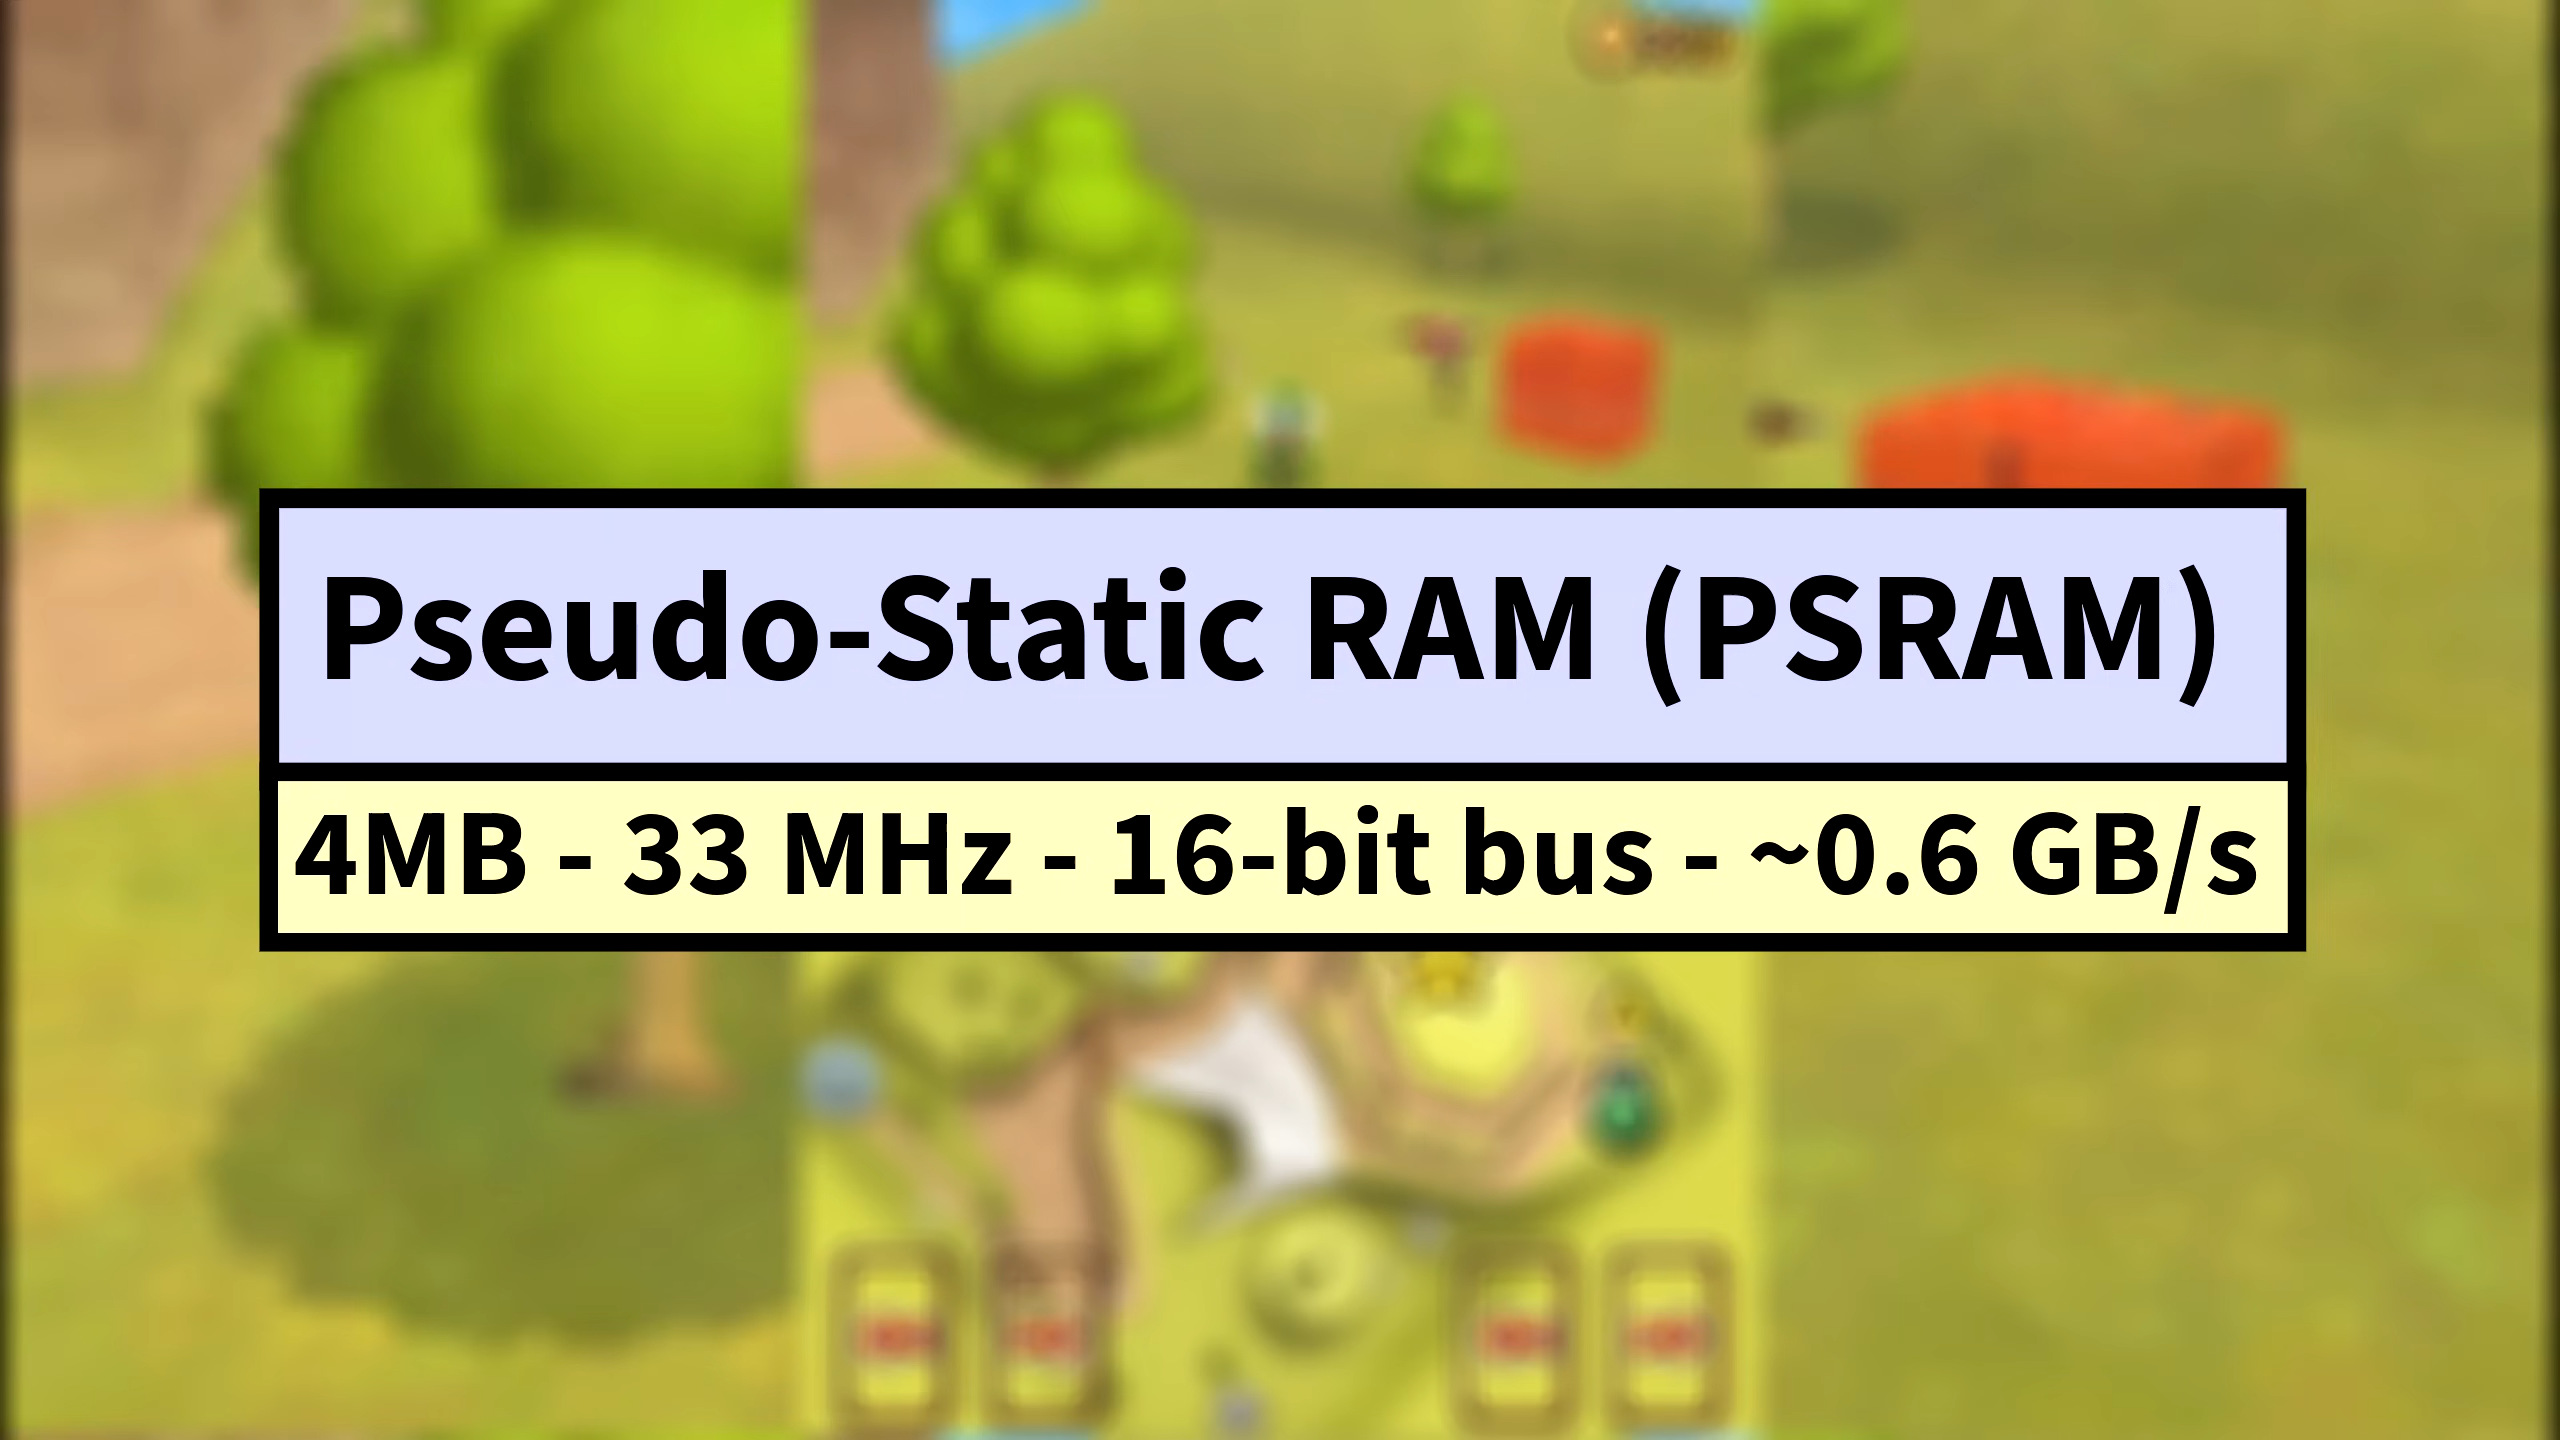 Pseudo-Static RAM (PSRAM)
4MB - 33 MHz - 16-bit bus - ~0.6 GB/s